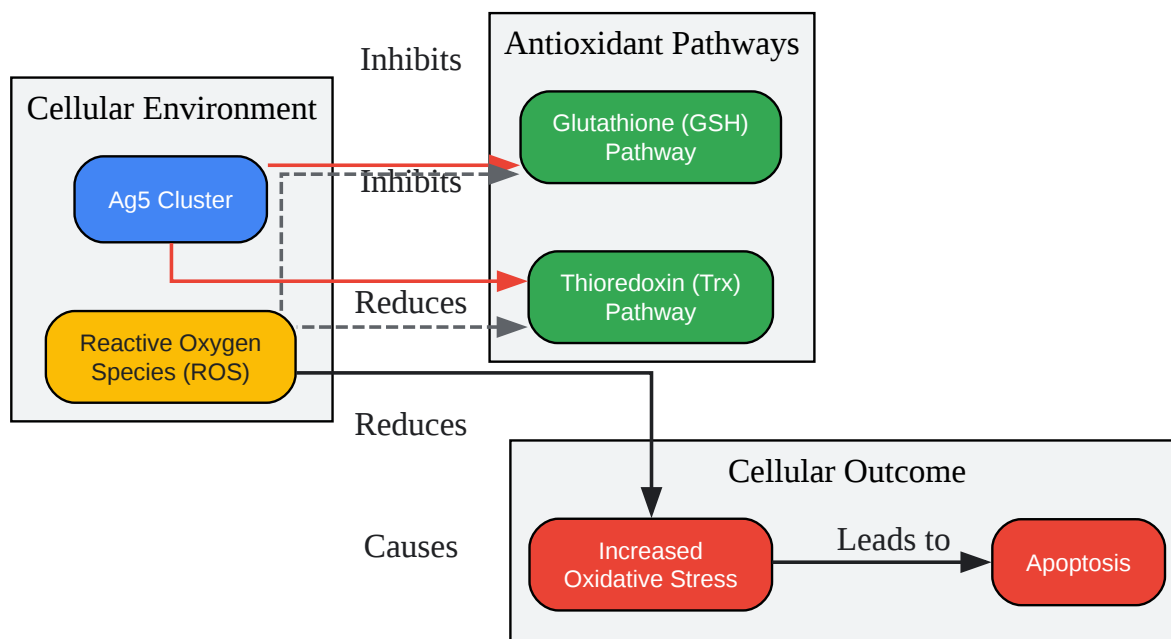 Cellular Environment
Ag5 Cluster
Reactive Oxygen
Species (ROS)
Inhibits
Inhibits
Reduces
Reduces
Causes
Antioxidant Pathways
Glutathione (GSH)
Pathway
Thioredoxin (Trx)
Pathway
Cellular Outcome
Increased
Oxidative Stress
Leads to
Apoptosis